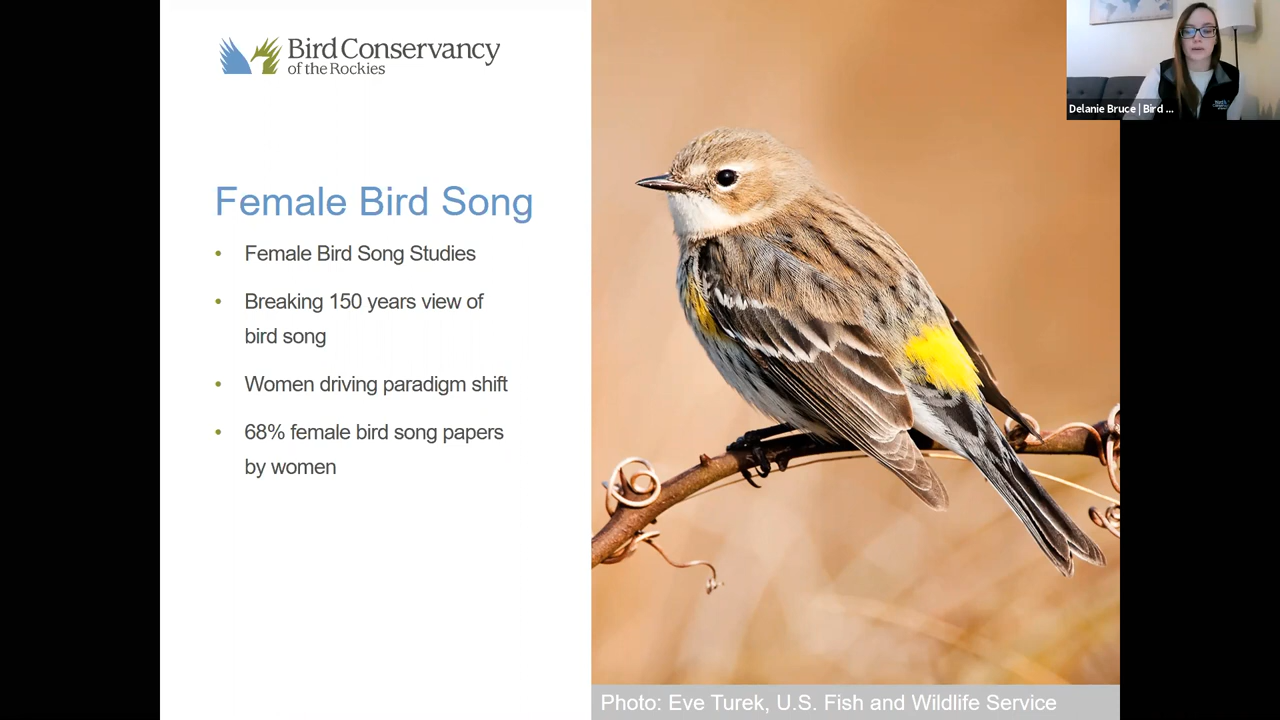 Bird Conservancy
of the Rockies
Delanie Bruce | Bird ...
Female Bird Song
• Female Bird Song Studies
• Breaking 150 years view of
bird song
• Women driving paradigm shift
• 68% female bird song papers
by women
Photo: Eve Turek, U.S. Fish and Wildlife Service